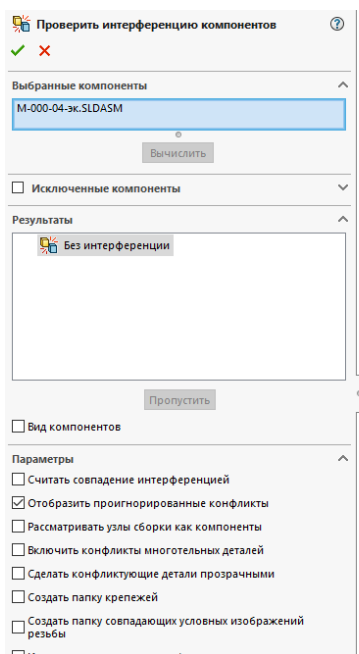 Проверить интерференцию компонентов
Выбранные компоненты
М-000-04-эк.SLDASM
Вычислить
Исключенные компоненты
Результаты
Без интерференции
Пропустить
Вид компонентов
Параметры
Считать совпадение интерференцией
Отобразить проигнорированные конфликты
Рассматривать узлы сборки как компоненты
Включить конфликты многотельных деталей
Сделать конфликтующие детали прозрачными
Создать папку крепежей
Создать папку совпадающих условных изображений
резьбы